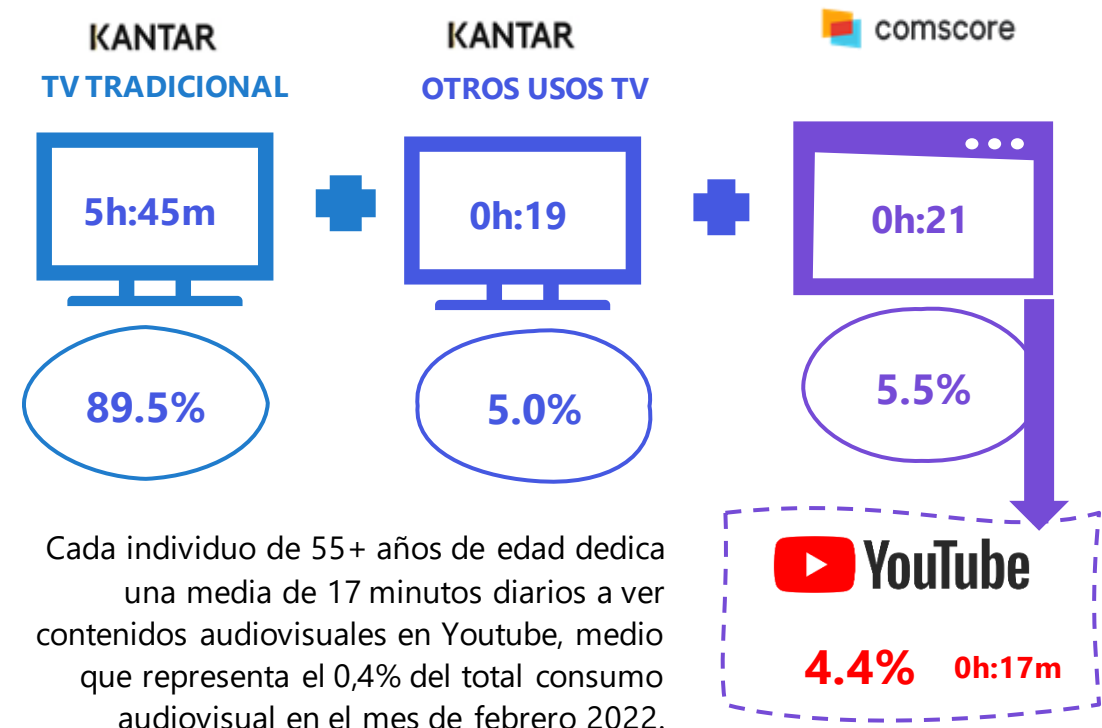 KANTAR
TV TRADICIONAL
5h:45m
89.5%
KANTAR
OTROS USOS TV
0h:19
5.0%
comscore
0h:21
5.5%
YouTube
4.4% 0h:17m
Cada individuo de 55+ años de edad dedica
una media de 17 minutos diarios a ver
contenidos audiovisuales en Youtube, medio
que representa el 0,4% del total consumo
audiovisual en el mes de febrero 2022.